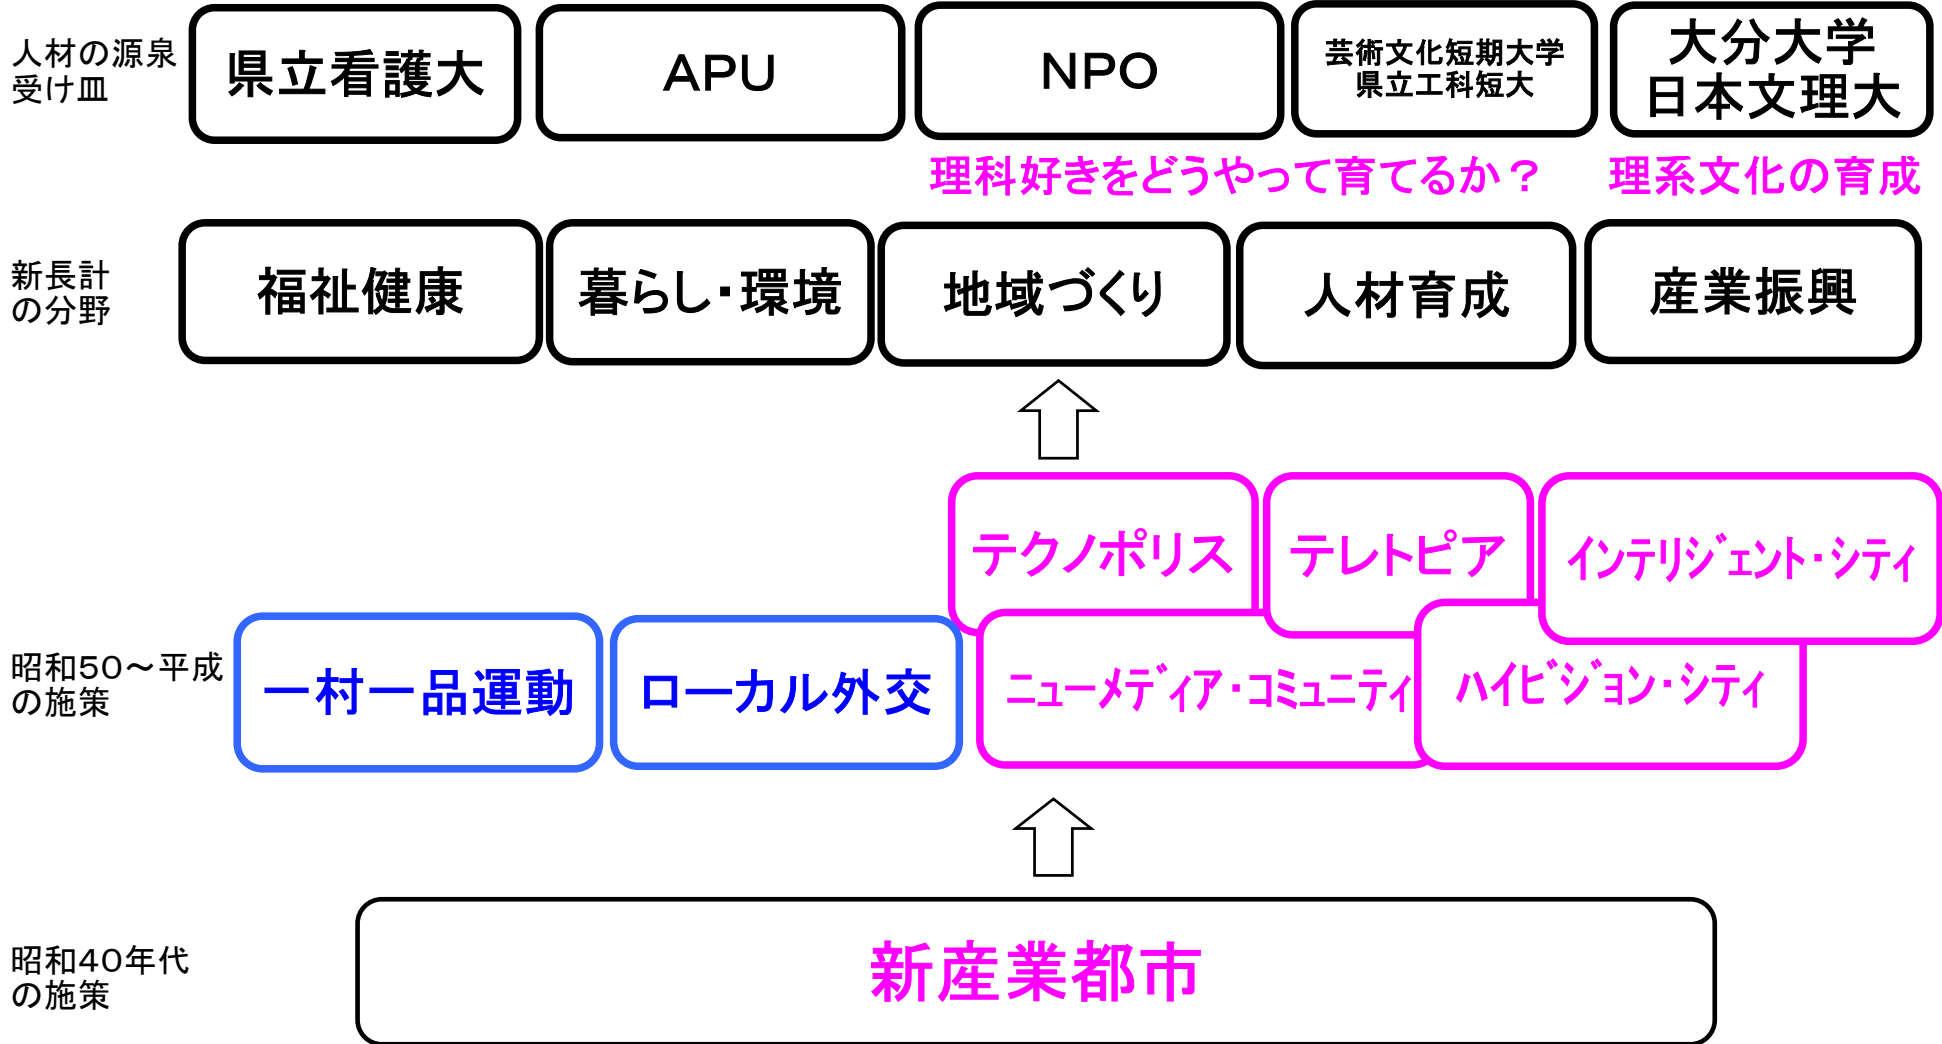 人材の源泉
受け皿
県立看護大
APU
NPO
芸術文化短期大学
県立工科短大
大分大学
日本文理大
理科好きをどうやって育てるか？
理系文化の育成
新長計
の分野
福祉健康
暮らし・環境
地域づくり
人材育成
産業振興
テクノポリス
テレトピア
インテリジェント・シティ
昭和50～平成
の施策
一村一品運動
ローカル外交
ニューメディア・コミュニティ
ハイビジョン・シティ
昭和40年代
の施策
新産業都市